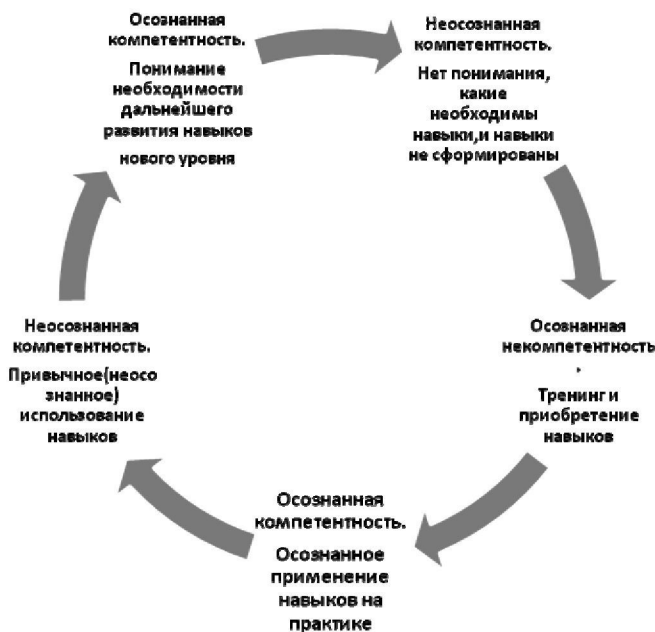 Осознанная
компетентность.
Понимание
необходимости
дальнейшего
развития навыков
нового уровня
Неосознанная
компетентность.
Нет понимания,
какие
необходимы
навыки,и навыки
не сформированы
Осознанная
некомпетентность
.
Тренинг и
приобретение
навыков
Осознанная
компетентность.
Осознанное
применение
навыков на
практике
Неосознанная
компетентность.
Привычное(неосо
знанное)
использование
навыков